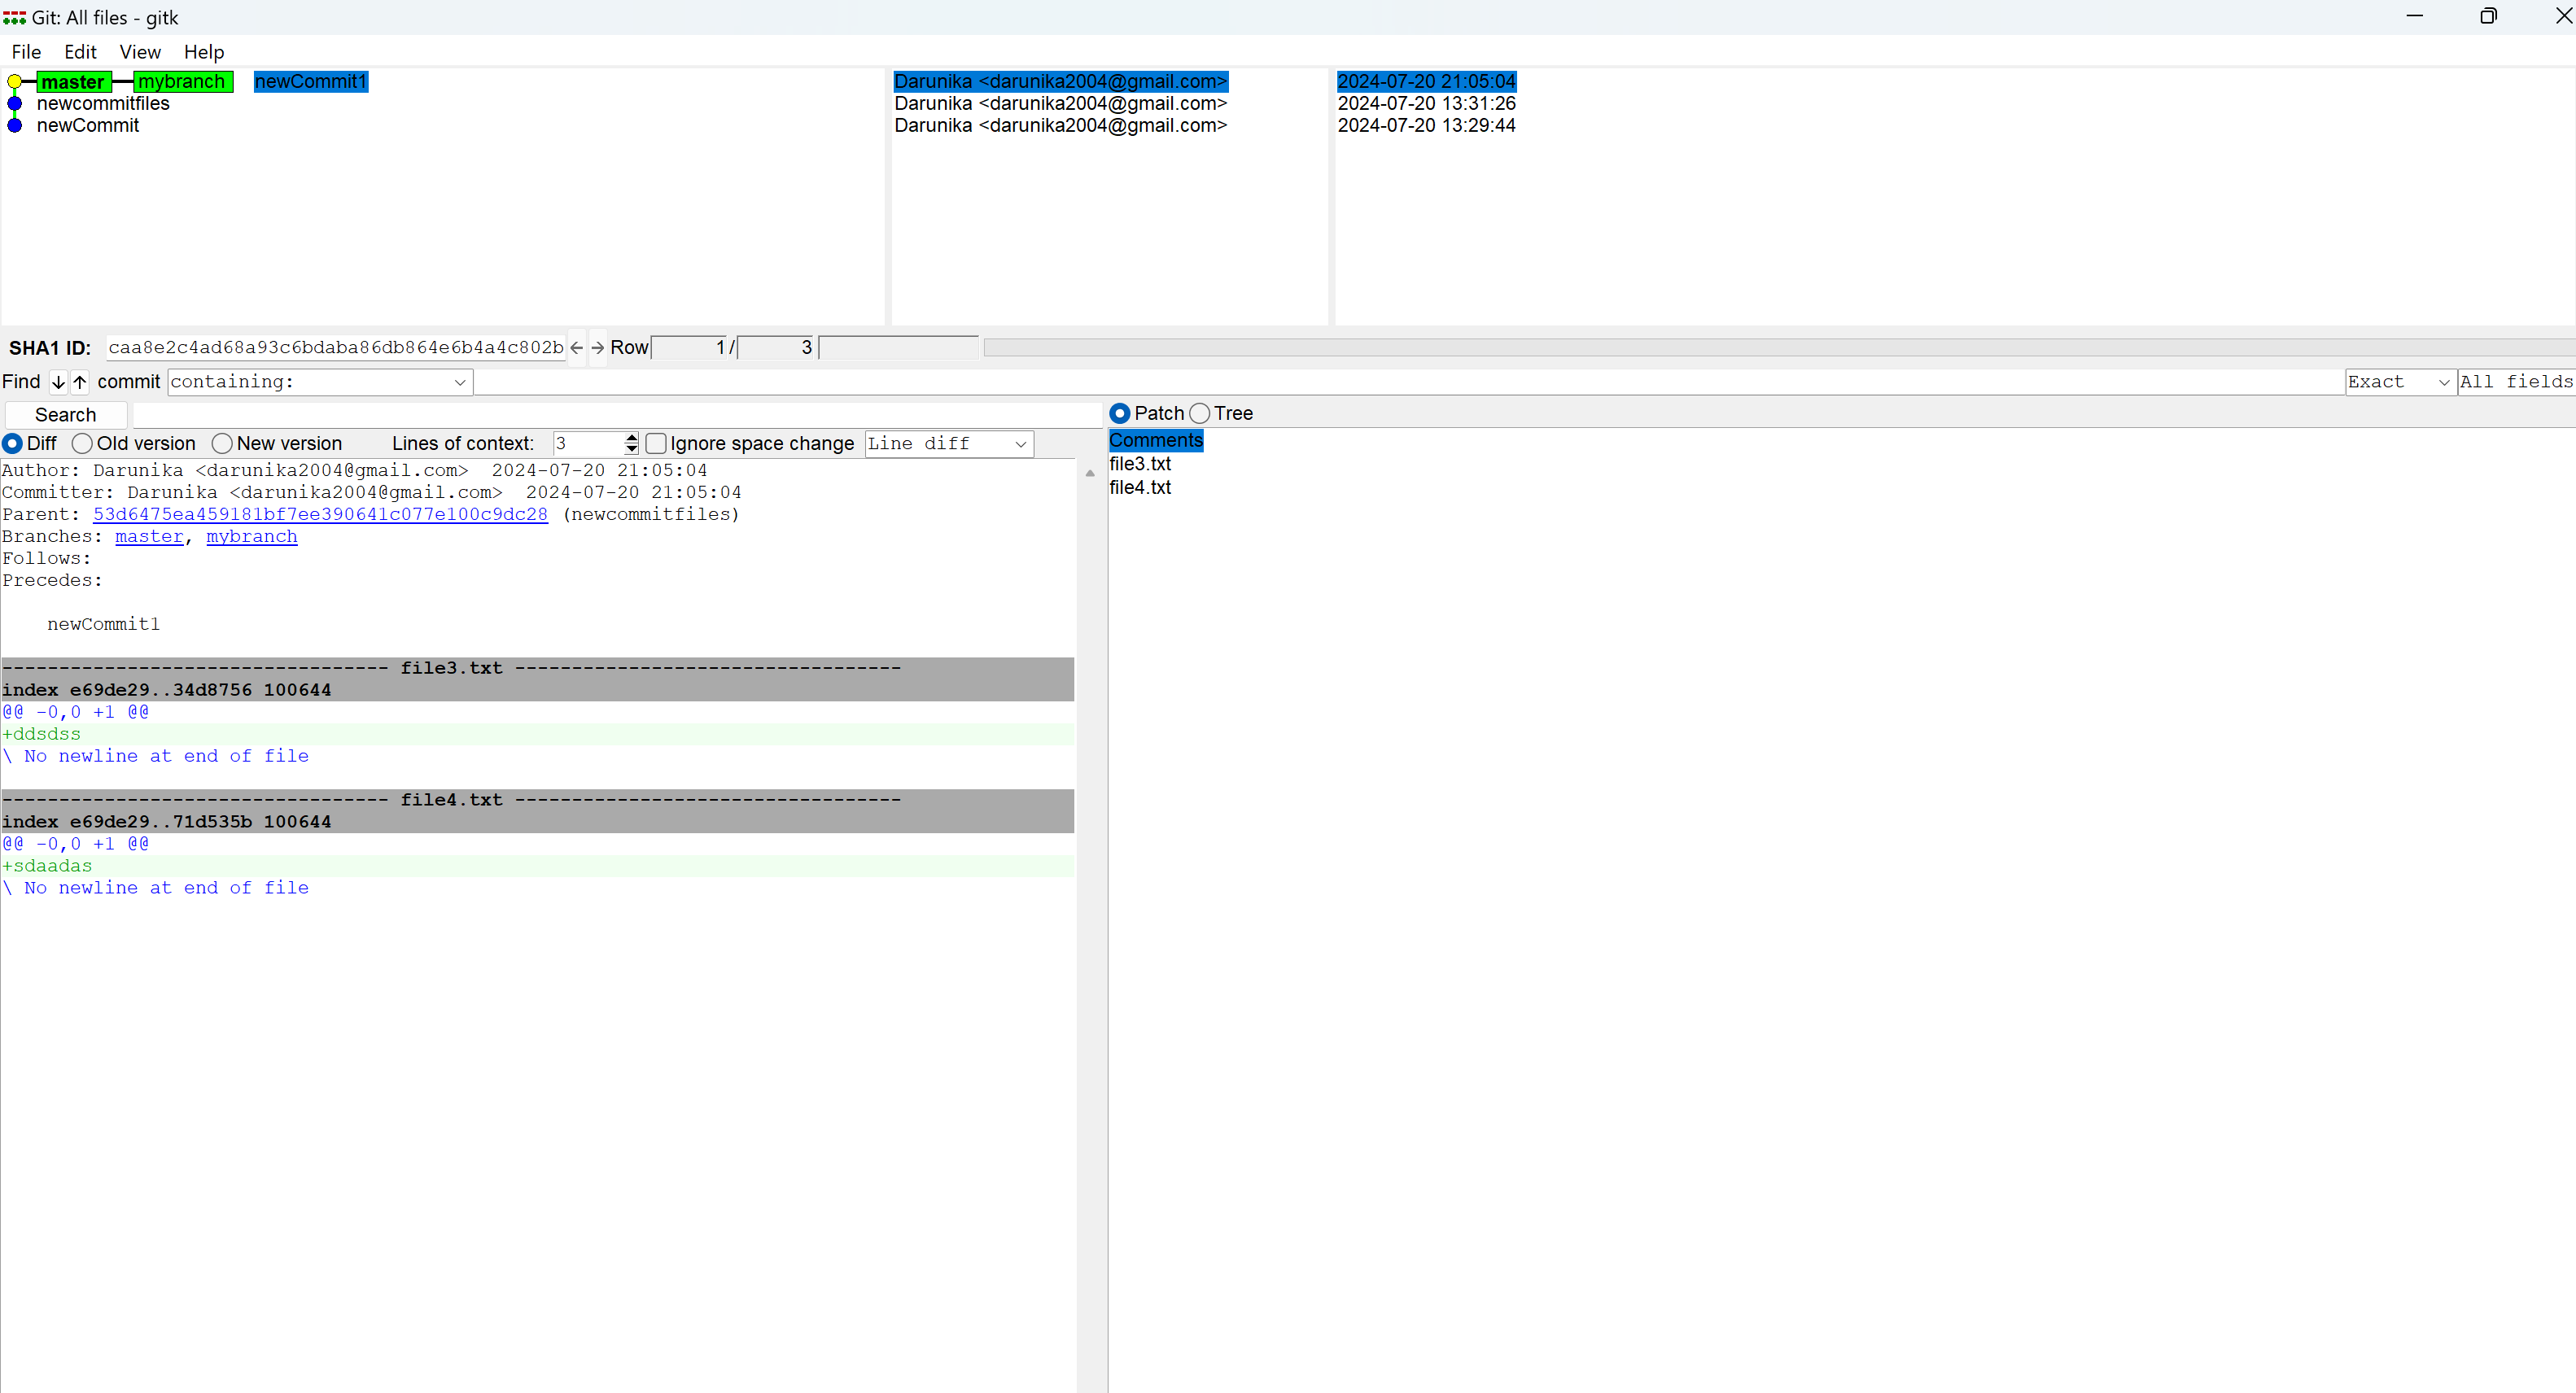 Git: All files - gitk
File Edit View Help
master mybranch newCommit1 Darunika <darunika2004@gmail.com> 2024-07-20 21:05:04
newcommitfiles Darunika <darunika2004@gmail.com> 2024-07-20 13:31:26
newCommit Darunika <darunika2004@gmail.com> 2024-07-20 13:29:44
SHA1 ID: caa8e2c4ad68a93c6bdaba86db864e6b4a4c802b ← → Row 1 / 3
Find ↓ ↑ commit containing: Exact All fields
Search
Patch Tree
Diff Old version New version Lines of context: 3 Ignore space change Line diff
Comments
file3.txt
file4.txt
Author: Darunika <darunika2004@gmail.com>  2024-07-20 21:05:04
Committer: Darunika <darunika2004@gmail.com>  2024-07-20 21:05:04
Parent: 53d6475ea459181bf7ee390641c077e100c9dc28 (newcommitfiles)
Branches: master, mybranch
Follows:
Precedes:
newCommit1
---------------------------------- file3.txt ----------------------------------
index e69de29..34d8756 100644
@@ -0,0 +1 @@
+ddsdss
\ No newline at end of file
---------------------------------- file4.txt ----------------------------------
index e69de29..71d535b 100644
@@ -0,0 +1 @@
+sdaadas
\ No newline at end of file